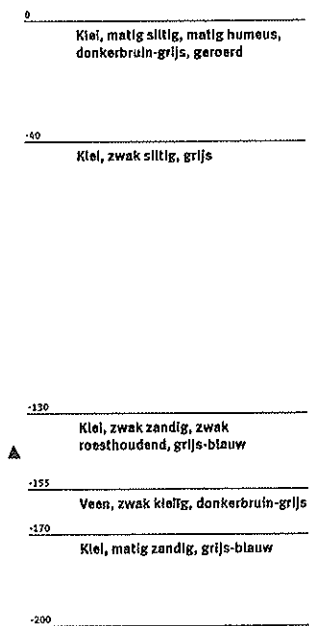 0
Klei, matig siltig, matig humeus,
donkerbruin-grijs, geroerd
-40
Klei, zwak siltig, grijs
-130
Klei, zwak zandig, zwak
roesthoudend, grijs-blauw
-155
Veen, zwak kleiïg, donkerbruin-grijs
-170
Klei, matig zandig, grijs-blauw
-200